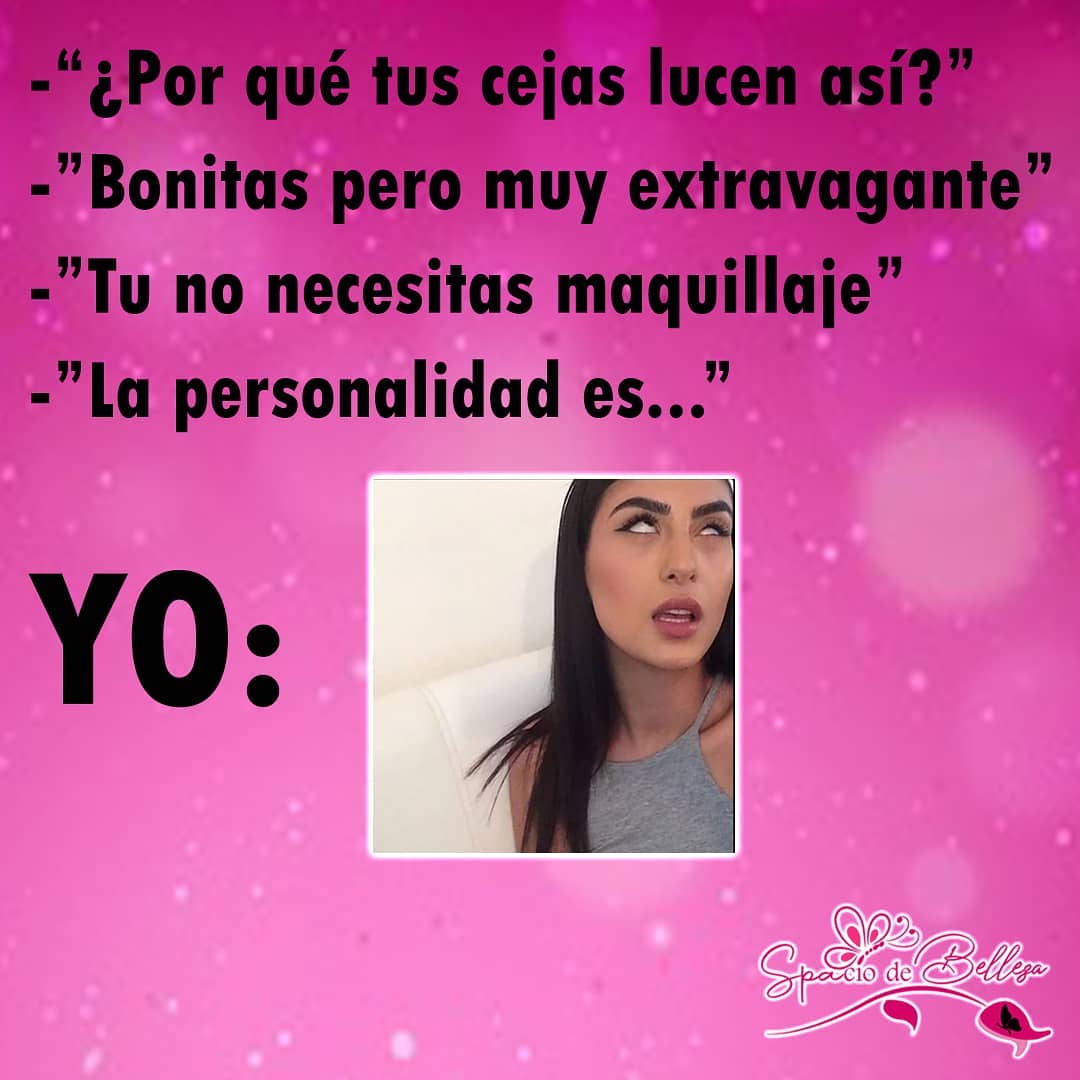 -“¿Por qué tus cejas lucen así?”
-”Bonitas pero muy extravagante”
-”Tu no necesitas maquillaje”
-”La personalidad es...”
YO:
Spacio de Belleza